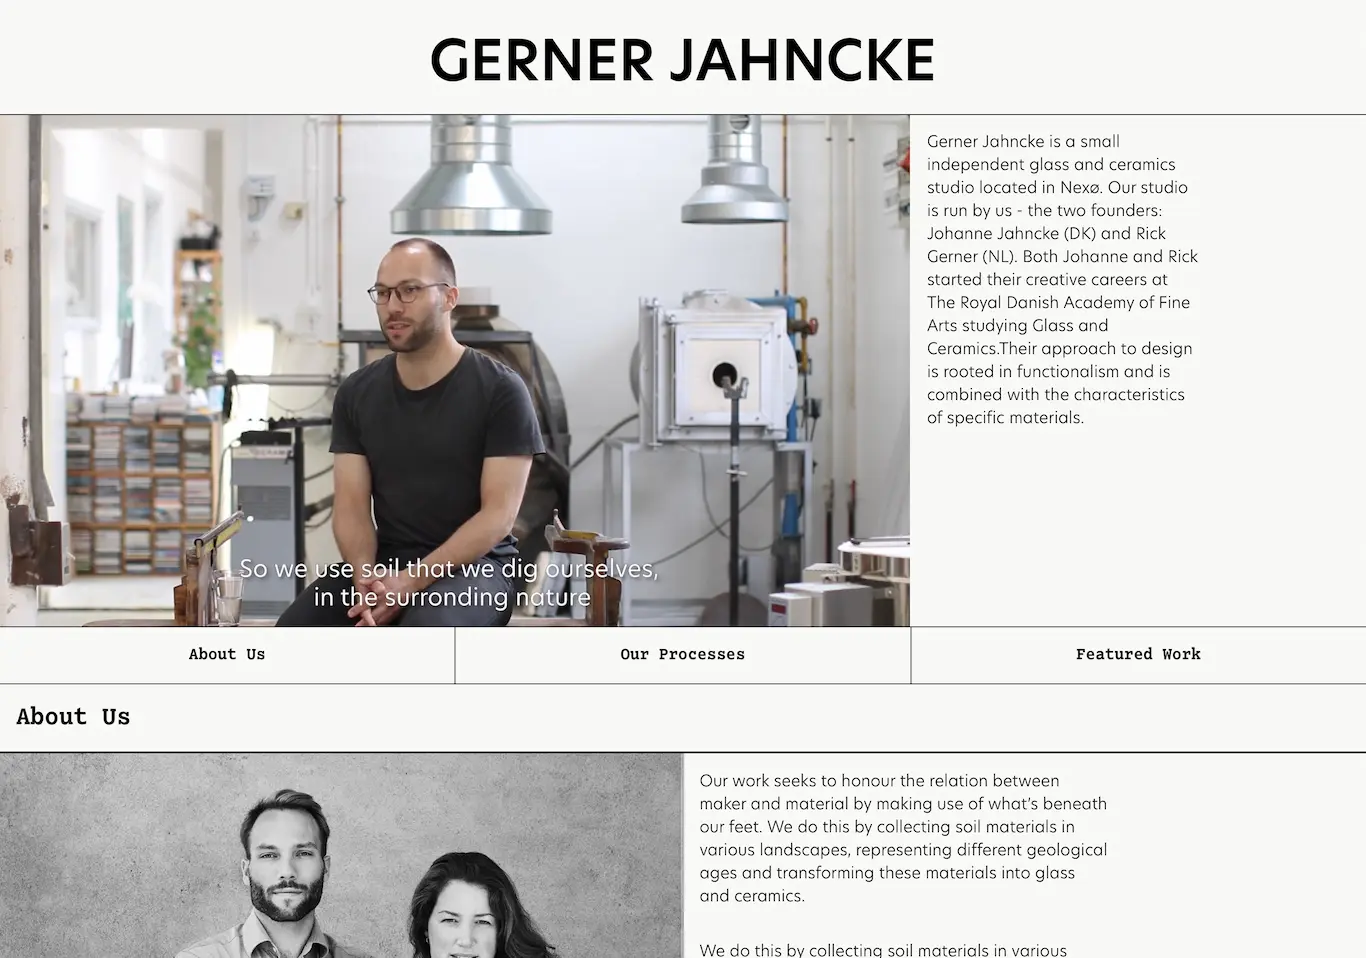 GERNER JAHNCKE
Gerner Jahncke is a small
independent glass and ceramics
studio located in Nexø. Our studio
is run by us - the two founders:
Johanne Jahncke (DK) and Rick
Gerner (NL). Both Johanne and Rick
started their creative careers at
The Royal Danish Academy of Fine
Arts studying Glass and
Ceramics.Their approach to design
is rooted in functionalism and is
combined with the characteristics
of specific materials.
So we use soil that we dig ourselves,
in the surronding nature
About Us
Our Processes
Featured Work
About Us
Our work seeks to honour the relation between
maker and material by making use of what's beneath
our feet. We do this by collecting soil materials in
various landscapes, representing different geological
ages and transforming these materials into glass
and ceramics.
We do this by collecting soil materials in various